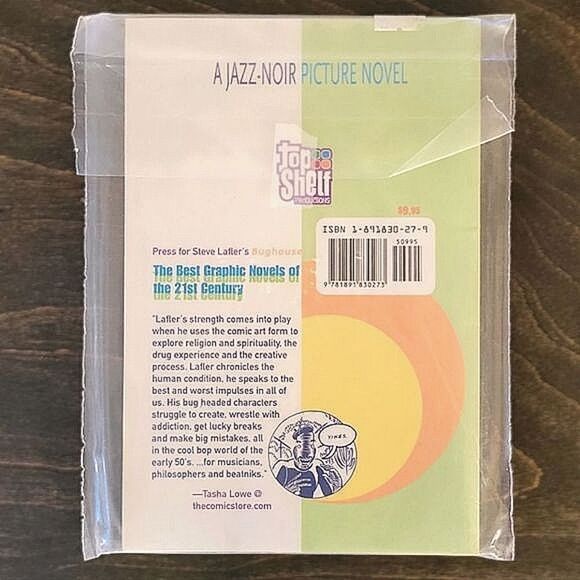 A JAZZ-NOIR PICTURE NOVEL
TOP
Shelf
PRODUCTIONS
$9.95
ISBN 1-891830-27-9
50995
9 781891 830273
Press for Steve Lafler's Bughouse
The Best Graphic Novels of
the 21st Century
"Lafler's strength comes into play
when he uses the comic art form to
explore religion and spirituality, the
drug experience and the creative
process. Lafler chronicles the
human condition, he speaks to the
best and worst impulses in all of
us. His bug headed characters
struggle to create, wrestle with
addiction, get lucky breaks
and make big mistakes, all
in the cool bop world of the
early 50's. ...for musicians,
philosophers and beatniks."
—Tasha Lowe @
thecomicstore.com
YIKES.